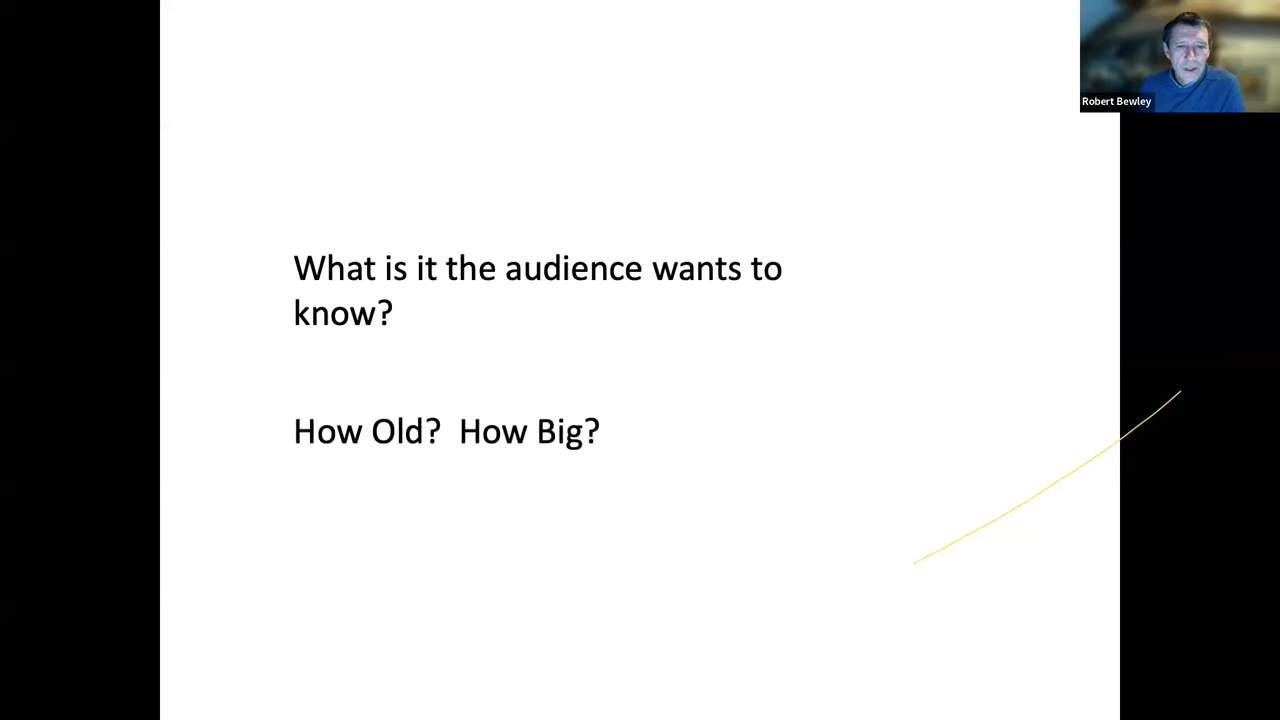 Robert Bewley
What is it the audience wants to
know?
How Old? How Big?